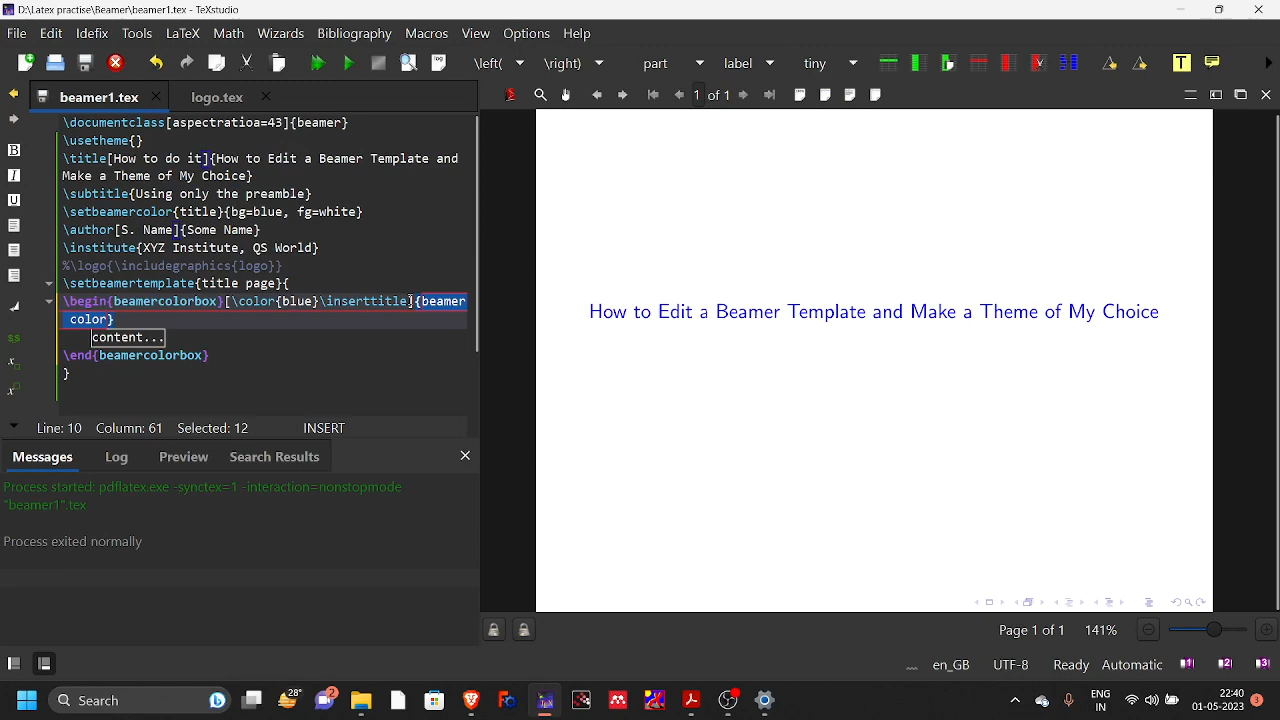 D:\Latex practise\Beamer\beamer1.tex - TeXstudio
File Edit Idefix Tools LaTeX Math Wizards Bibliography Macros View Options Help
\left( \right) part label tiny
beamer1.tex logo.tex
1 of 1
\documentclass[aspectration=43]{beamer}
\usetheme{}
\title[How to do it]{How to Edit a Beamer Template and
Make a Theme of My Choice}
\subtitle{Using only the preamble}
\setbeamercolor{title}{bg=blue, fg=white}
\author[S. Name]{Some Name}
\institute{XYZ Institute, QS World}
%\logo{\includegraphics{logo}}
\setbeamertemplate{title page}{
\begin{beamercolorbox}[\color{blue}\inserttitle]{beamer
color}
content...
\end{beamercolorbox}
}
How to Edit a Beamer Template and Make a Theme of My Choice
Line: 10 Column: 61 Selected: 12 INSERT
Messages Log Preview Search Results
Process started: pdflatex.exe -synctex=1 -interaction=nonstopmode
"beamer1".tex
Process exited normally
Page 1 of 1 141%
en_GB UTF-8 Ready Automatic
Search
28°
2
ENG
IN
22:40
01-05-2023
3